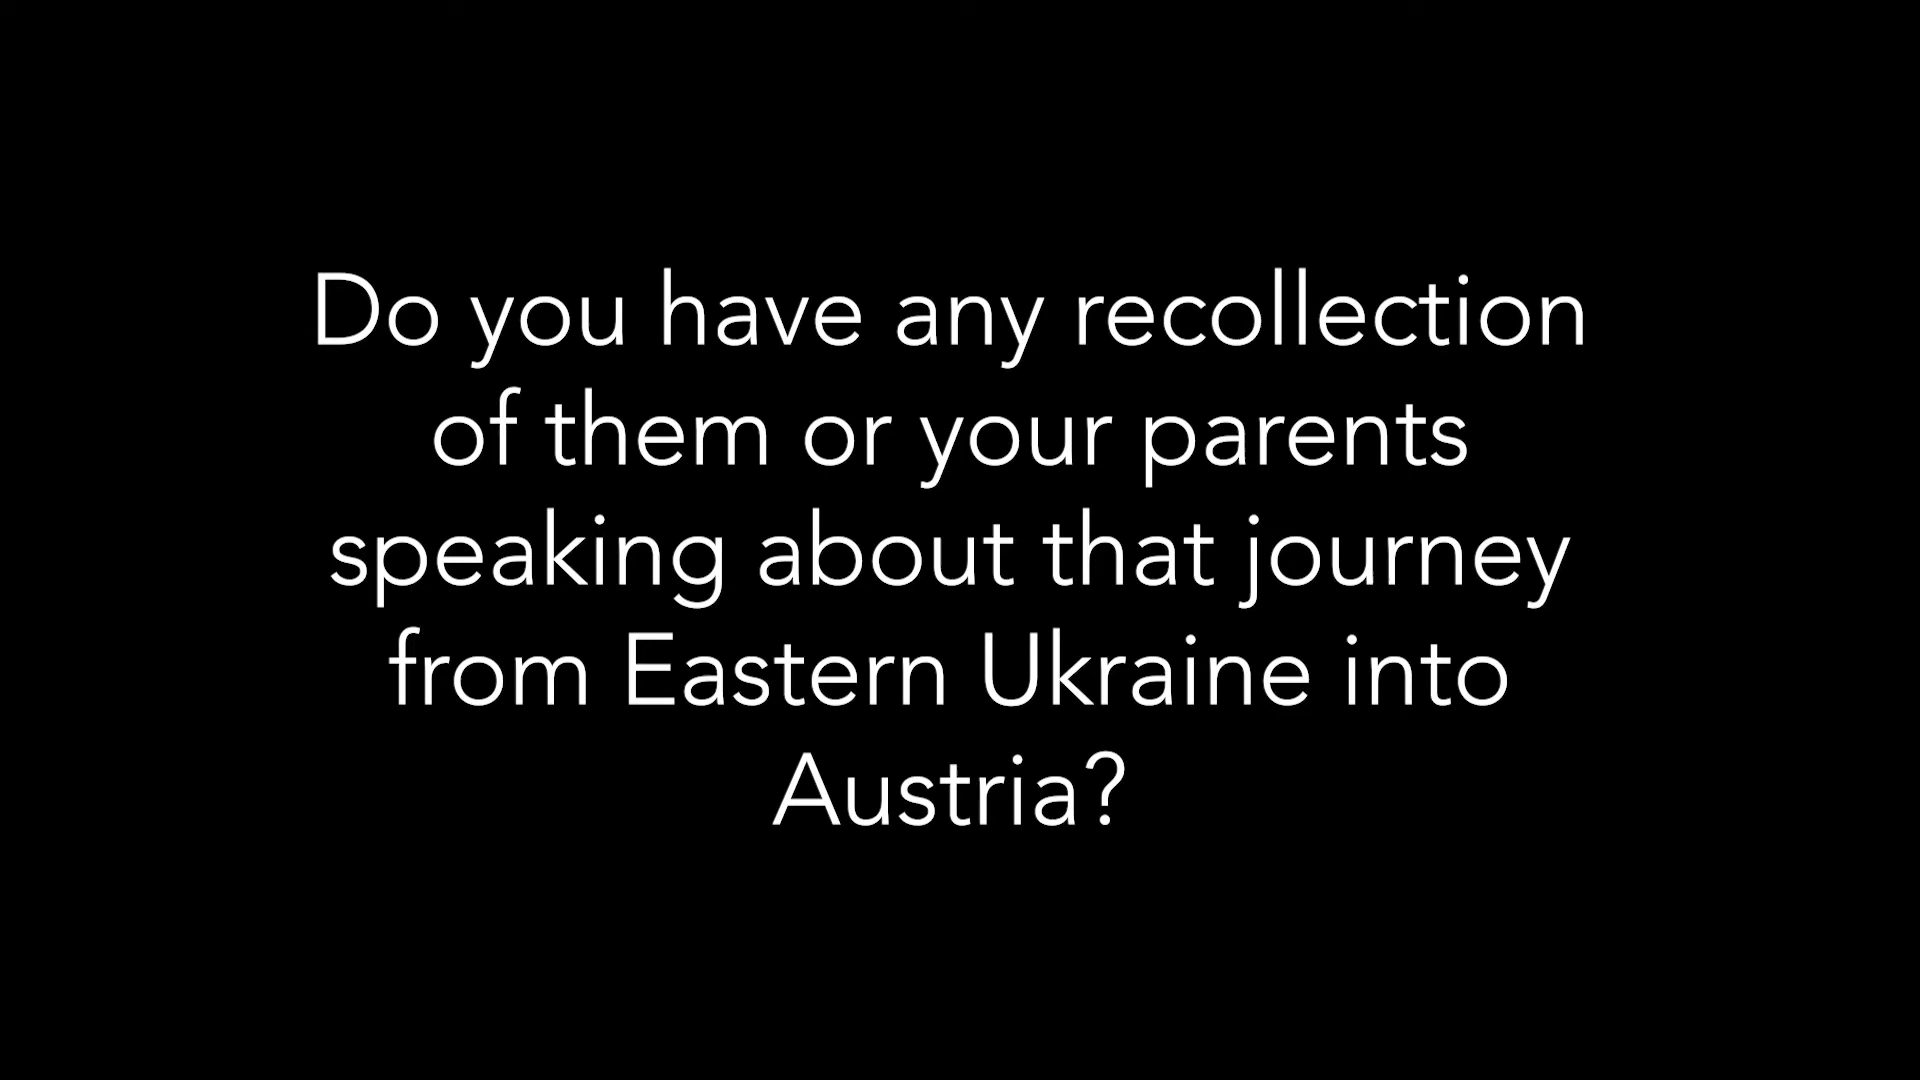 Do you have any recollection
of them or your parents
speaking about that journey
from Eastern Ukraine into
Austria?